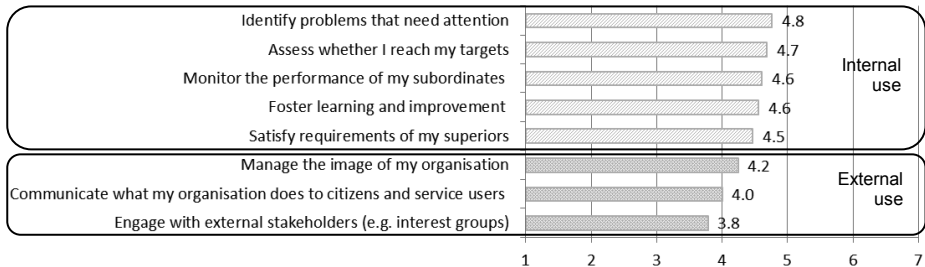 Identify problems that need attention 4.8
Assess whether I reach my targets 4.7
Monitor the performance of my subordinates 4.6
Internal use
Foster learning and improvement 4.6
Satisfy requirements of my superiors 4.5
Manage the image of my organisation 4.2
Communicate what my organisation does to citizens and service users 4.0
External use
Engage with external stakeholders (e.g. interest groups) 3.8
1 2 3 4 5 6 7